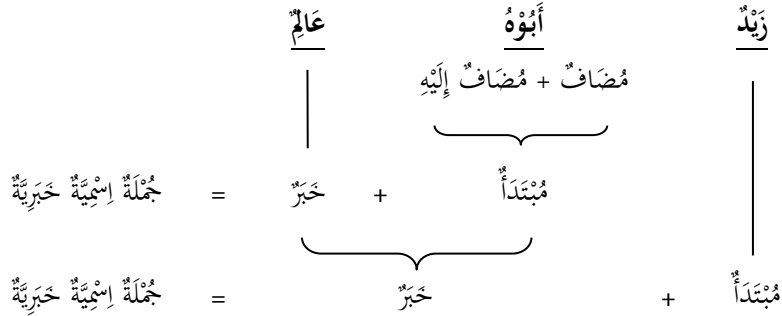 زَيْدٌ أَبُوْهُ عَالِمٌ
مُضَافٌ + مُضَافٌ إِلَيْهِ
مُبْتَدَأٌ + خَبَرٌ = جُمْلَةٌ اِسْمِيَّةٌ خَبَرِيَّةٌ
مُبْتَدَأٌ + خَبَرٌ = جُمْلَةٌ اِسْمِيَّةٌ خَبَرِيَّةٌ